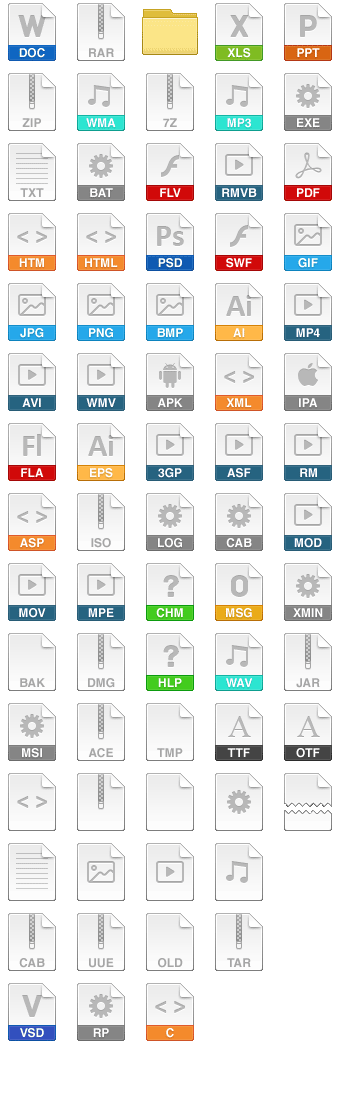 W X P
DOC RAR XLS PPT
ZIP WMA 7Z MP3 EXE
TXT BAT FLV RMVB PDF
Ps
HTM HTML PSD SWF GIF
Ai
JPG PNG BMP AI MP4
AVI WMV APK XML IPA
Fl Ai
FLA EPS 3GP ASF RM
ASP ISO LOG CAB MOD
? O
MOV MPE CHM MSG XMIN
?
BAK DMG HLP WAV JAR
A A
MSI ACE TMP TTF OTF
CAB UUE OLD TAR
V
VSD RP C